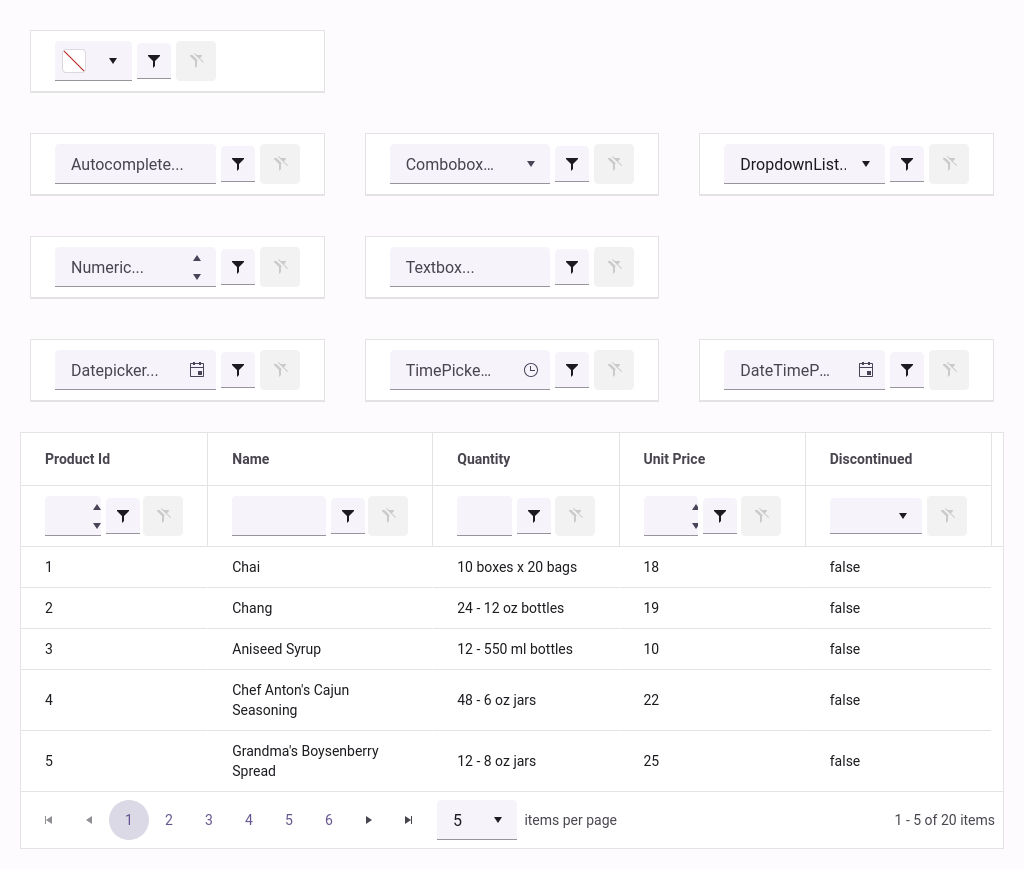 Autocomplete... Combobox... DropdownList..
Numeric... Textbox...
Datepicker... TimePicke... DateTimeP...
Product Id Name Quantity Unit Price Discontinued
1 Chai 10 boxes x 20 bags 18 false
2 Chang 24 - 12 oz bottles 19 false
3 Aniseed Syrup 12 - 550 ml bottles 10 false
4 Chef Anton's Cajun Seasoning 48 - 6 oz jars 22 false
5 Grandma's Boysenberry Spread 12 - 8 oz jars 25 false
1 2 3 4 5 6 5 items per page 1 - 5 of 20 items